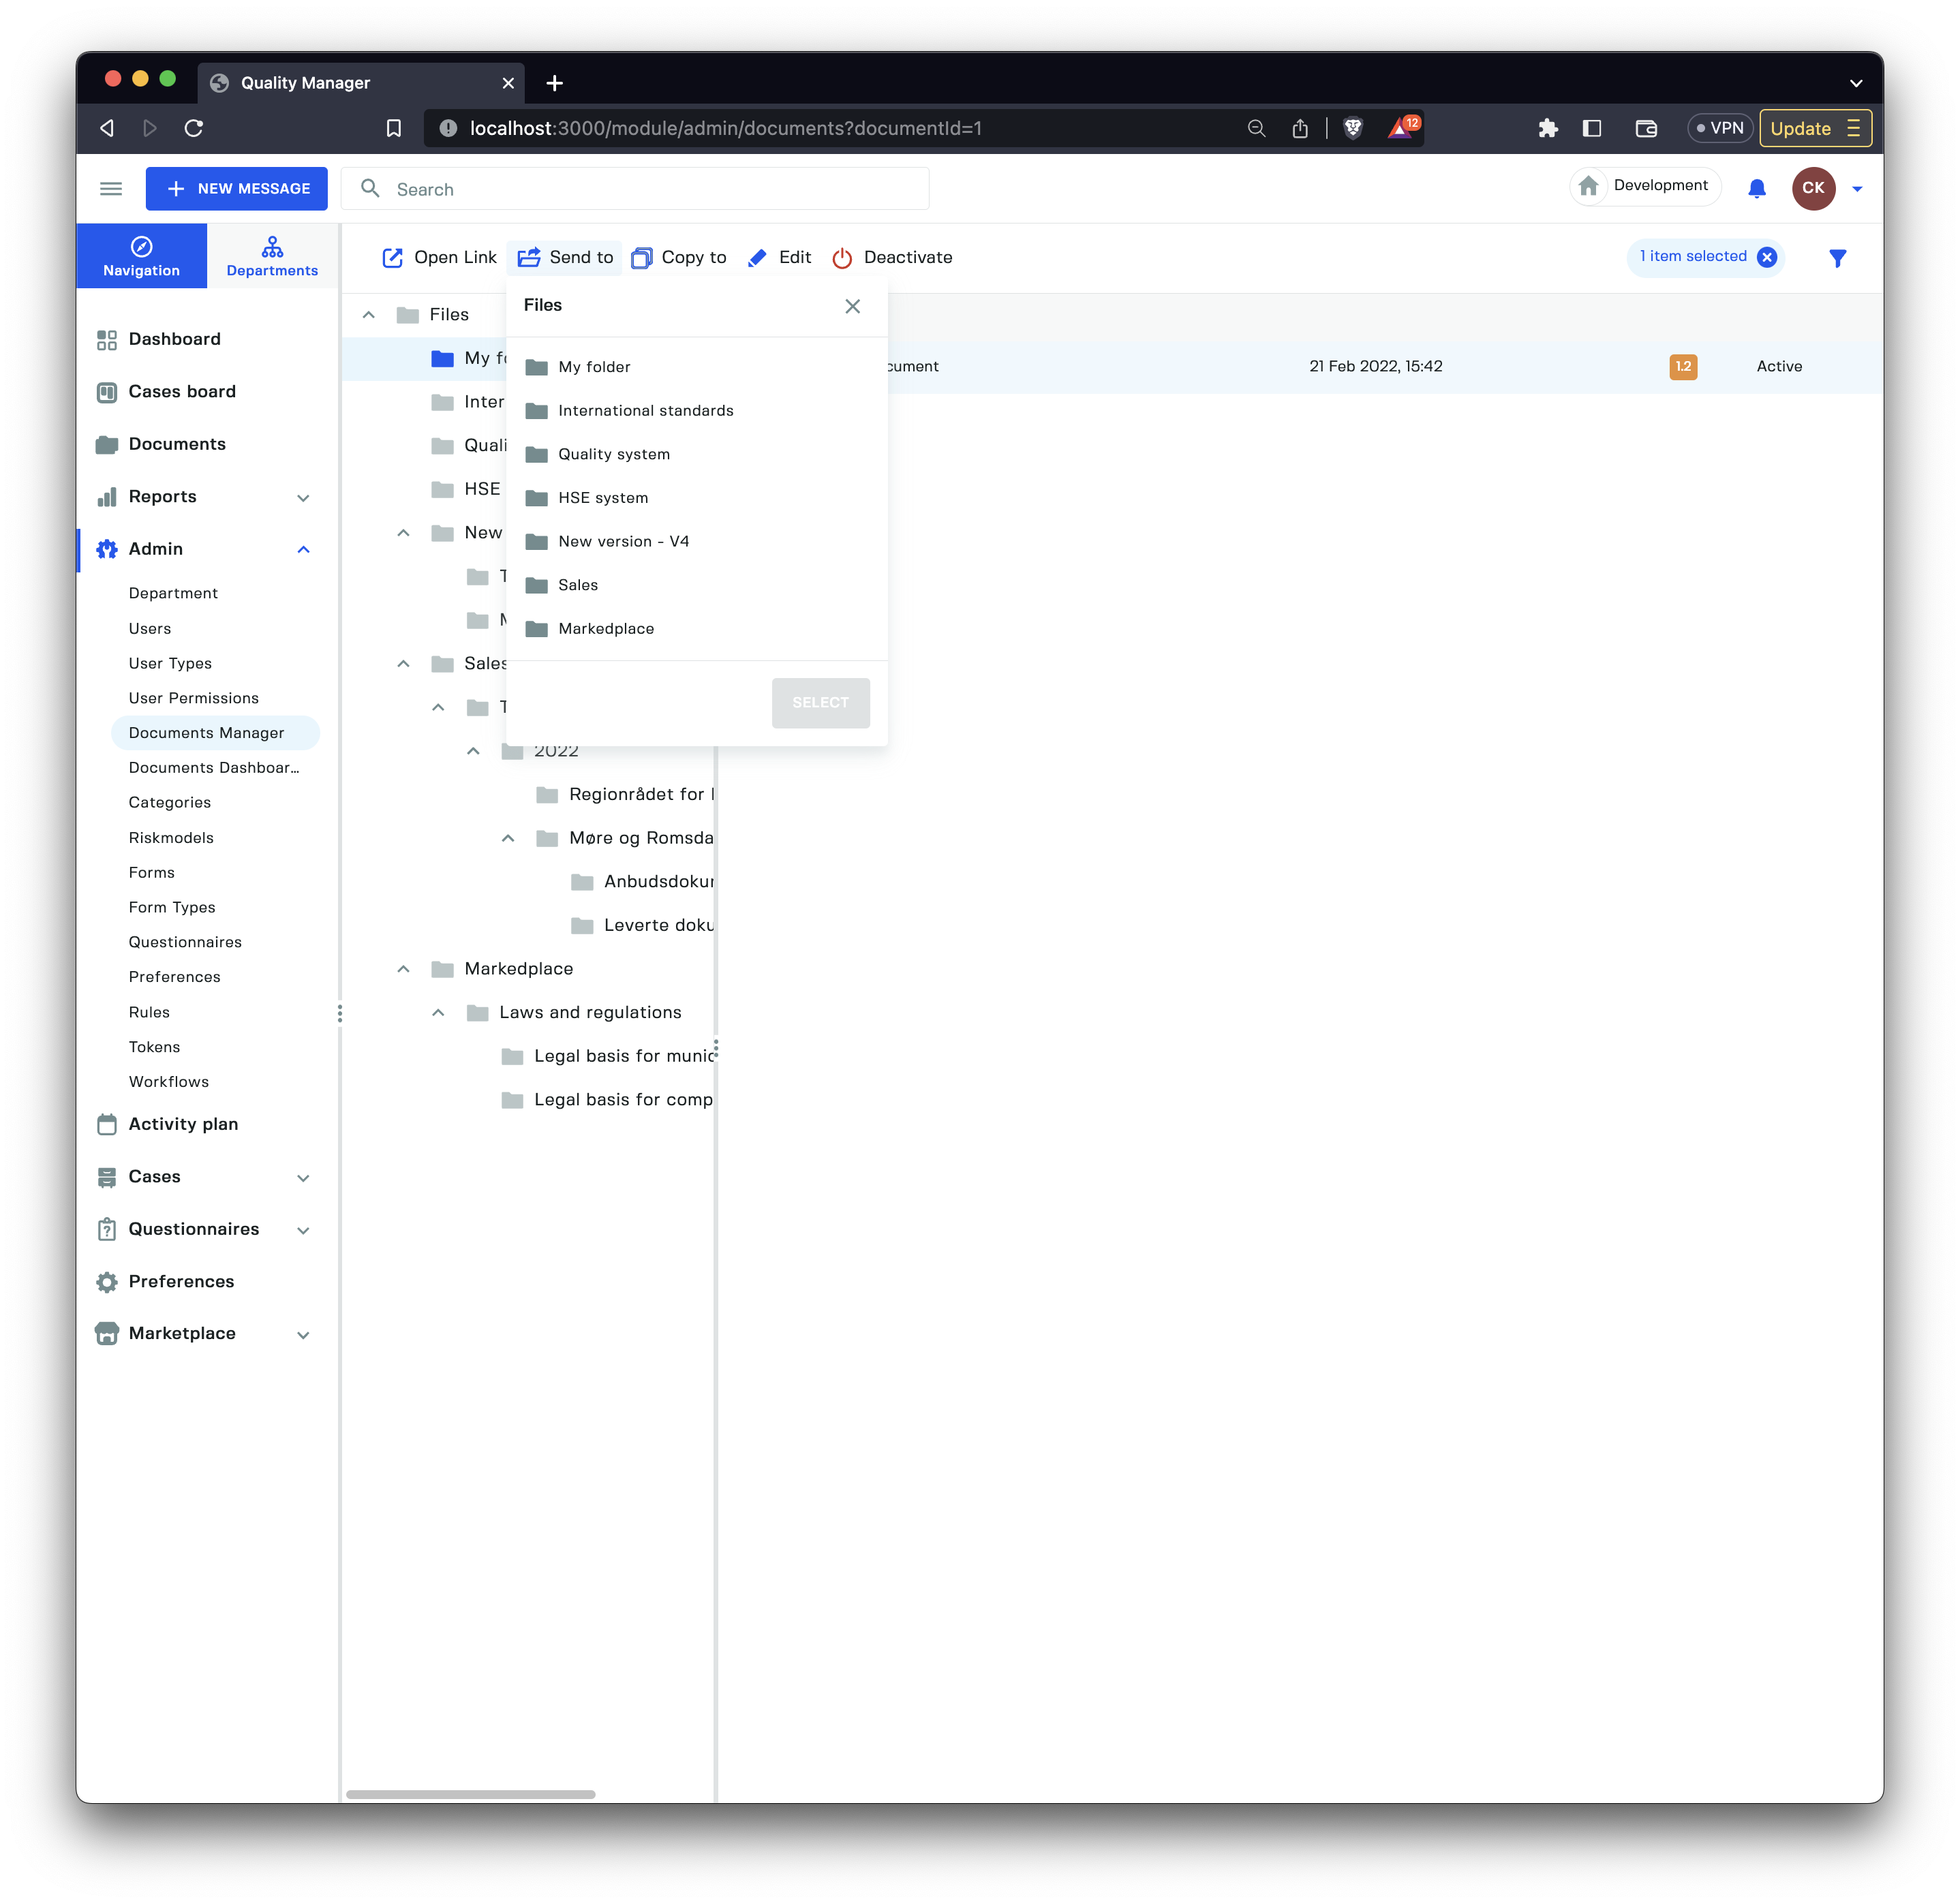 Quality Manager
localhost:3000/module/admin/documents?documentId=1
12
VPN
Update
NEW MESSAGE
Search
Development
CK
Navigation
Departments
Open Link
Send to
Copy to
Edit
Deactivate
1 item selected
Dashboard
Cases board
Documents
Reports
Admin
Department
Users
User Types
User Permissions
Documents Manager
Documents Dashboar...
Categories
Riskmodels
Forms
Form Types
Questionnaires
Preferences
Rules
Tokens
Workflows
Activity plan
Cases
Questionnaires
Preferences
Marketplace
Files
My fo
Inter
Quali
HSE
New
T
M
Sales
T
2022
Regionrådet for
Møre og Romsda
Anbudsdokur
Leverte doku
Markedplace
Laws and regulations
Legal basis for munic
Legal basis for comp
Files
My folder
International standards
Quality system
HSE system
New version - V4
Sales
Markedplace
SELECT
cument
21 Feb 2022, 15:42
1.2
Active